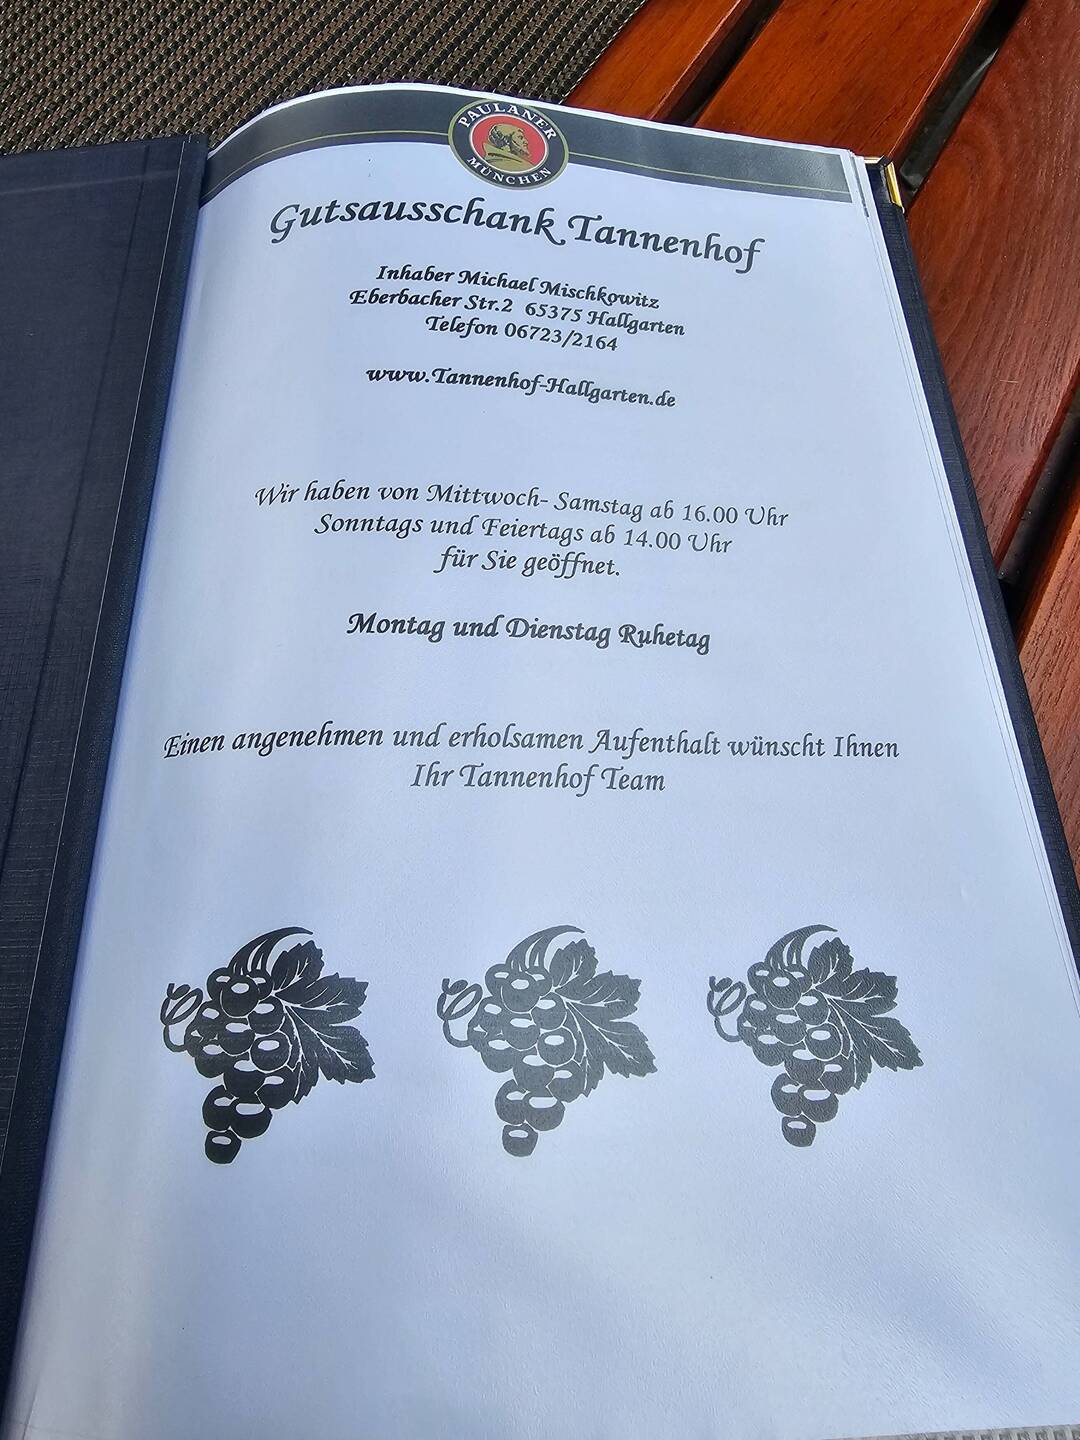 PAULANER
MÜNCHEN
Gutsausschank Tannenhof
Inhaber Michael Mischkowitz
Eberbacher Str.2 65375 Hallgarten
Telefon 06723/2164
www.Tannenhof-Hallgarten.de
Wir haben von Mittwoch- Samstag ab 16.00 Uhr
Sonntags und Feiertags ab 14.00 Uhr
für Sie geöffnet.
Montag und Dienstag Ruhetag
Einen angenehmen und erholsamen Aufenthalt wünscht Ihnen
Ihr Tannenhof Team